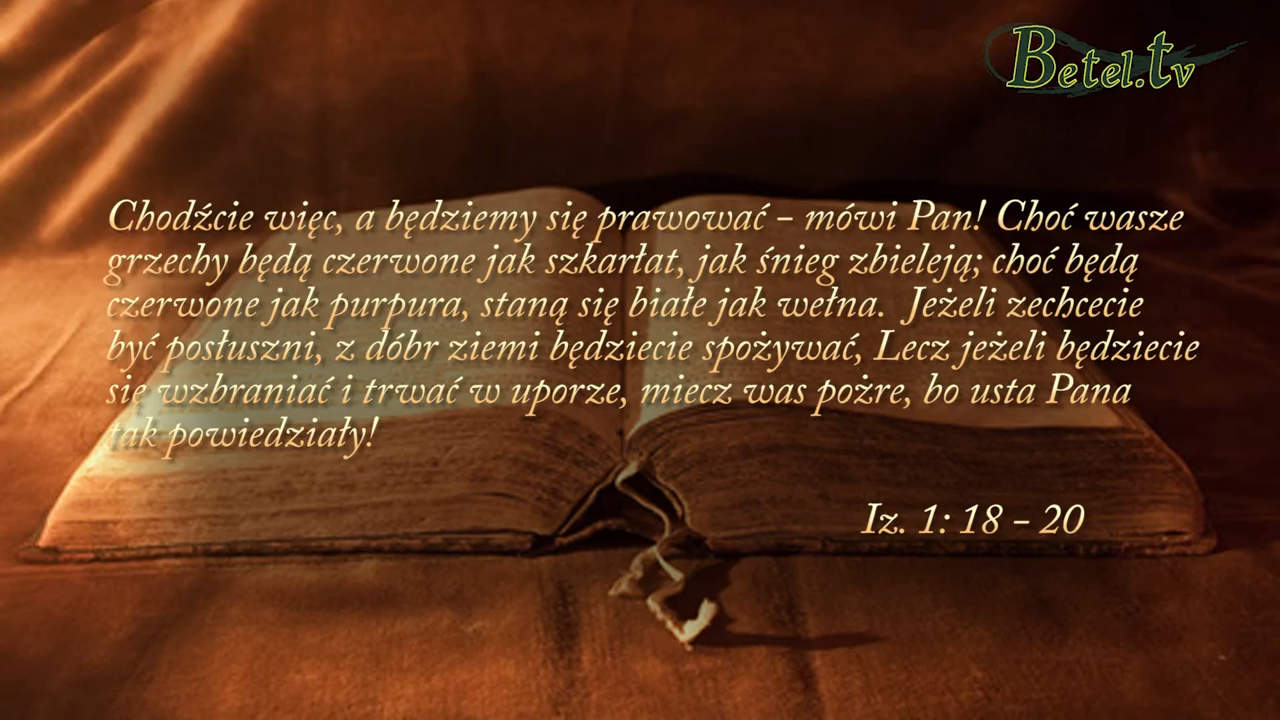 Betel.tv
Chodźcie więc, a będziemy się prawować – mówi Pan! Choć wasze
grzechy będą czerwone jak szkarłat, jak śnieg zbieleją; choć będą
czerwone jak purpura, staną się białe jak wełna. Jeżeli zechcecie
być posłuszni, z dóbr ziemi będziecie spożywać, Lecz jeżeli będziecie
się wzbraniać i trwać w uporze, miecz was pożre, bo usta Pana
tak powiedziały!
Iz. 1: 18 – 20